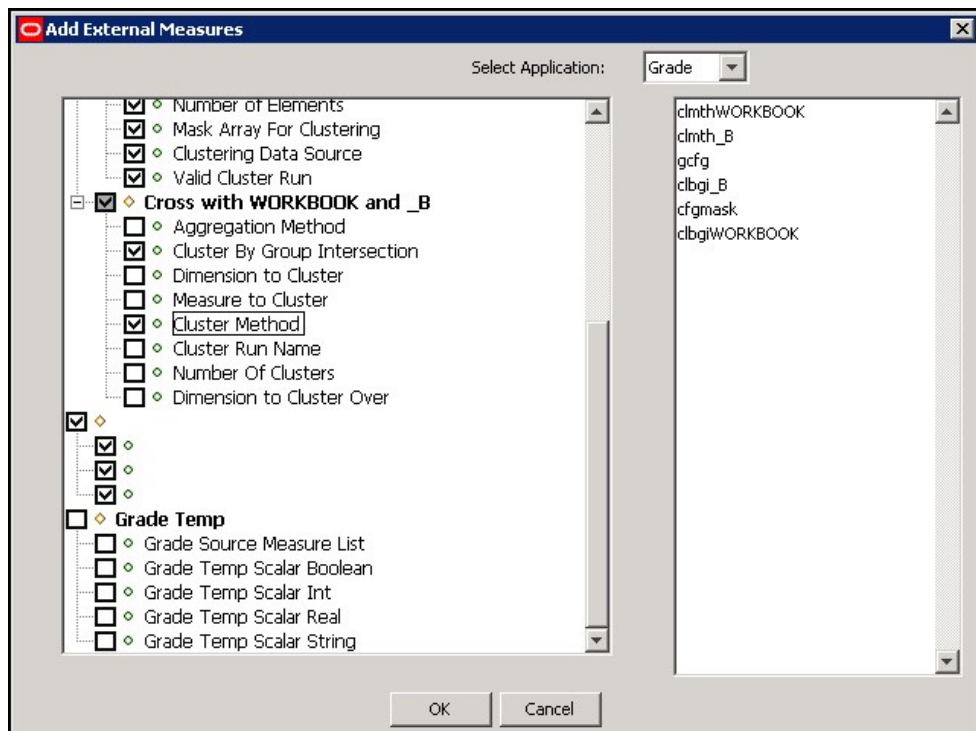 Add External Measures
Select Application:
Grade
Number of Elements
Mask Array For Clustering
Clustering Data Source
Valid Cluster Run
Cross with WORKBOOK and _B
Aggregation Method
Cluster By Group Intersection
Dimension to Cluster
Measure to Cluster
Cluster Method
Cluster Run Name
Number Of Clusters
Dimension to Cluster Over
Grade Temp
Grade Source Measure List
Grade Temp Scalar Boolean
Grade Temp Scalar Int
Grade Temp Scalar Real
Grade Temp Scalar String
clmthWORKBOOK
clmth_B
gcfg
clbgi_B
cfgmask
clbgiWORKBOOK
OK
Cancel